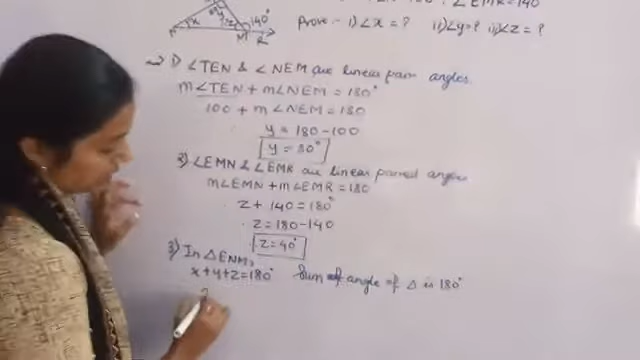 ∠EMR = 140
140°
x
y
z
N
M
R
Prove :- i) ∠x = ? ii) ∠y = ? iii) ∠z = ?
1) ∠TEN & ∠NEM are linear pair angles.
m∠TEN + m∠NEM = 180°
100 + m∠NEM = 180
y = 180 - 100
y = 80°
2) ∠EMN & ∠EMR are linear paired angles
m∠EMN + m∠EMR = 180
z + 140 = 180°
z = 180 - 140
z = 40°
3) In △ENM,
x + y + z = 180° Sum of angle of △ is 180°